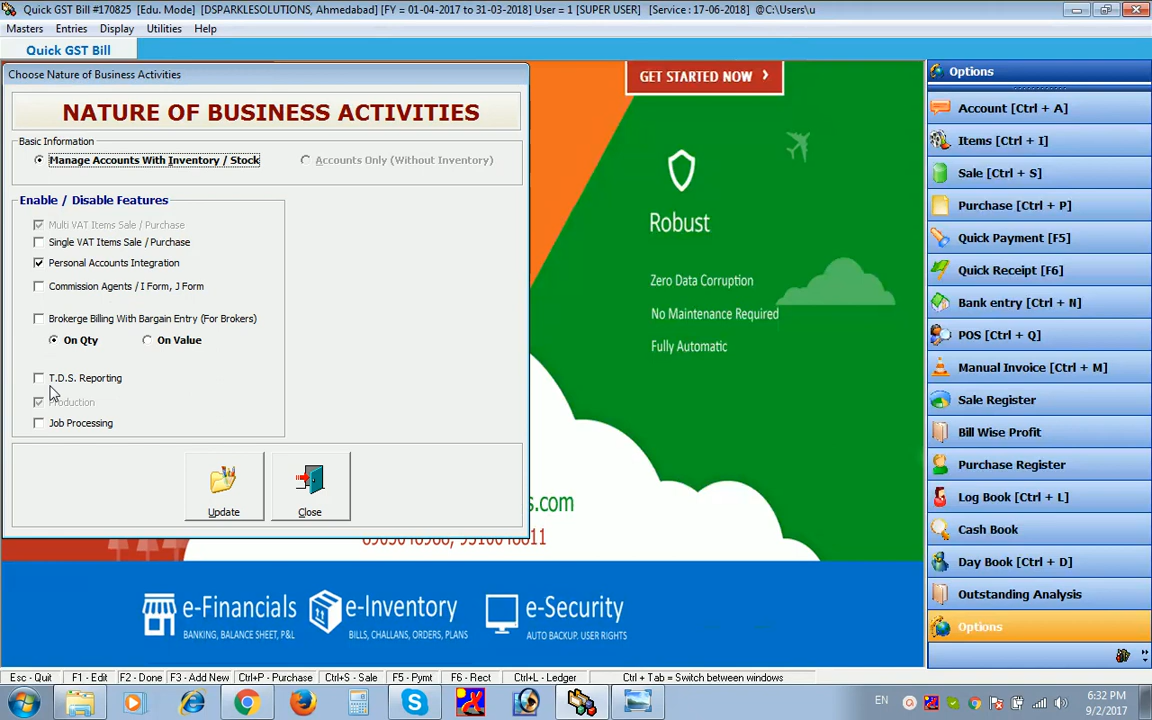 Quick GST Bill #170825 [Edu. Mode] [DSPARKLESOLUTIONS, Ahmedabad] [FY = 01-04-2017 to 31-03-2018] User = 1 [SUPER USER] [Service : 17-06-2018] @C:\Users\u
Masters Entries Display Utilities Help
Quick GST Bill
Choose Nature of Business Activities
NATURE OF BUSINESS ACTIVITIES
Basic Information
Manage Accounts With Inventory / Stock
Accounts Only (Without Inventory)
Enable / Disable Features
Multi VAT Items Sale / Purchase
Single VAT Items Sale / Purchase
Personal Accounts Integration
Commission Agents / I Form, J Form
Brokerge Billing With Bargain Entry (For Brokers)
On Qty On Value
T.D.S. Reporting
Production
Job Processing
Update Close
GET STARTED NOW
Robust
Zero Data Corruption
No Maintenance Required
Fully Automatic
s.com
e-Financials
BANKING, BALANCE SHEET, P&L
e-Inventory
BILLS, CHALLANS, ORDERS, PLANS
e-Security
AUTO BACKUP. USER RIGHTS
Options
Account [Ctrl + A]
Items [Ctrl + I]
Sale [Ctrl + S]
Purchase [Ctrl + P]
Quick Payment [F5]
Quick Receipt [F6]
Bank entry [Ctrl + N]
POS [Ctrl + Q]
Manual Invoice [Ctrl + M]
Sale Register
Bill Wise Profit
Purchase Register
Log Book [Ctrl + L]
Cash Book
Day Book [Ctrl + D]
Outstanding Analysis
Options
Esc - Quit F1 - Edit F2 - Done F3 - Add New Ctrl+P - Purchase Ctrl+S - Sale F5 - Pymt F6 - Rect Ctrl+L - Ledger Ctrl + Tab = Switch between windows
EN
6:32 PM
9/2/2017